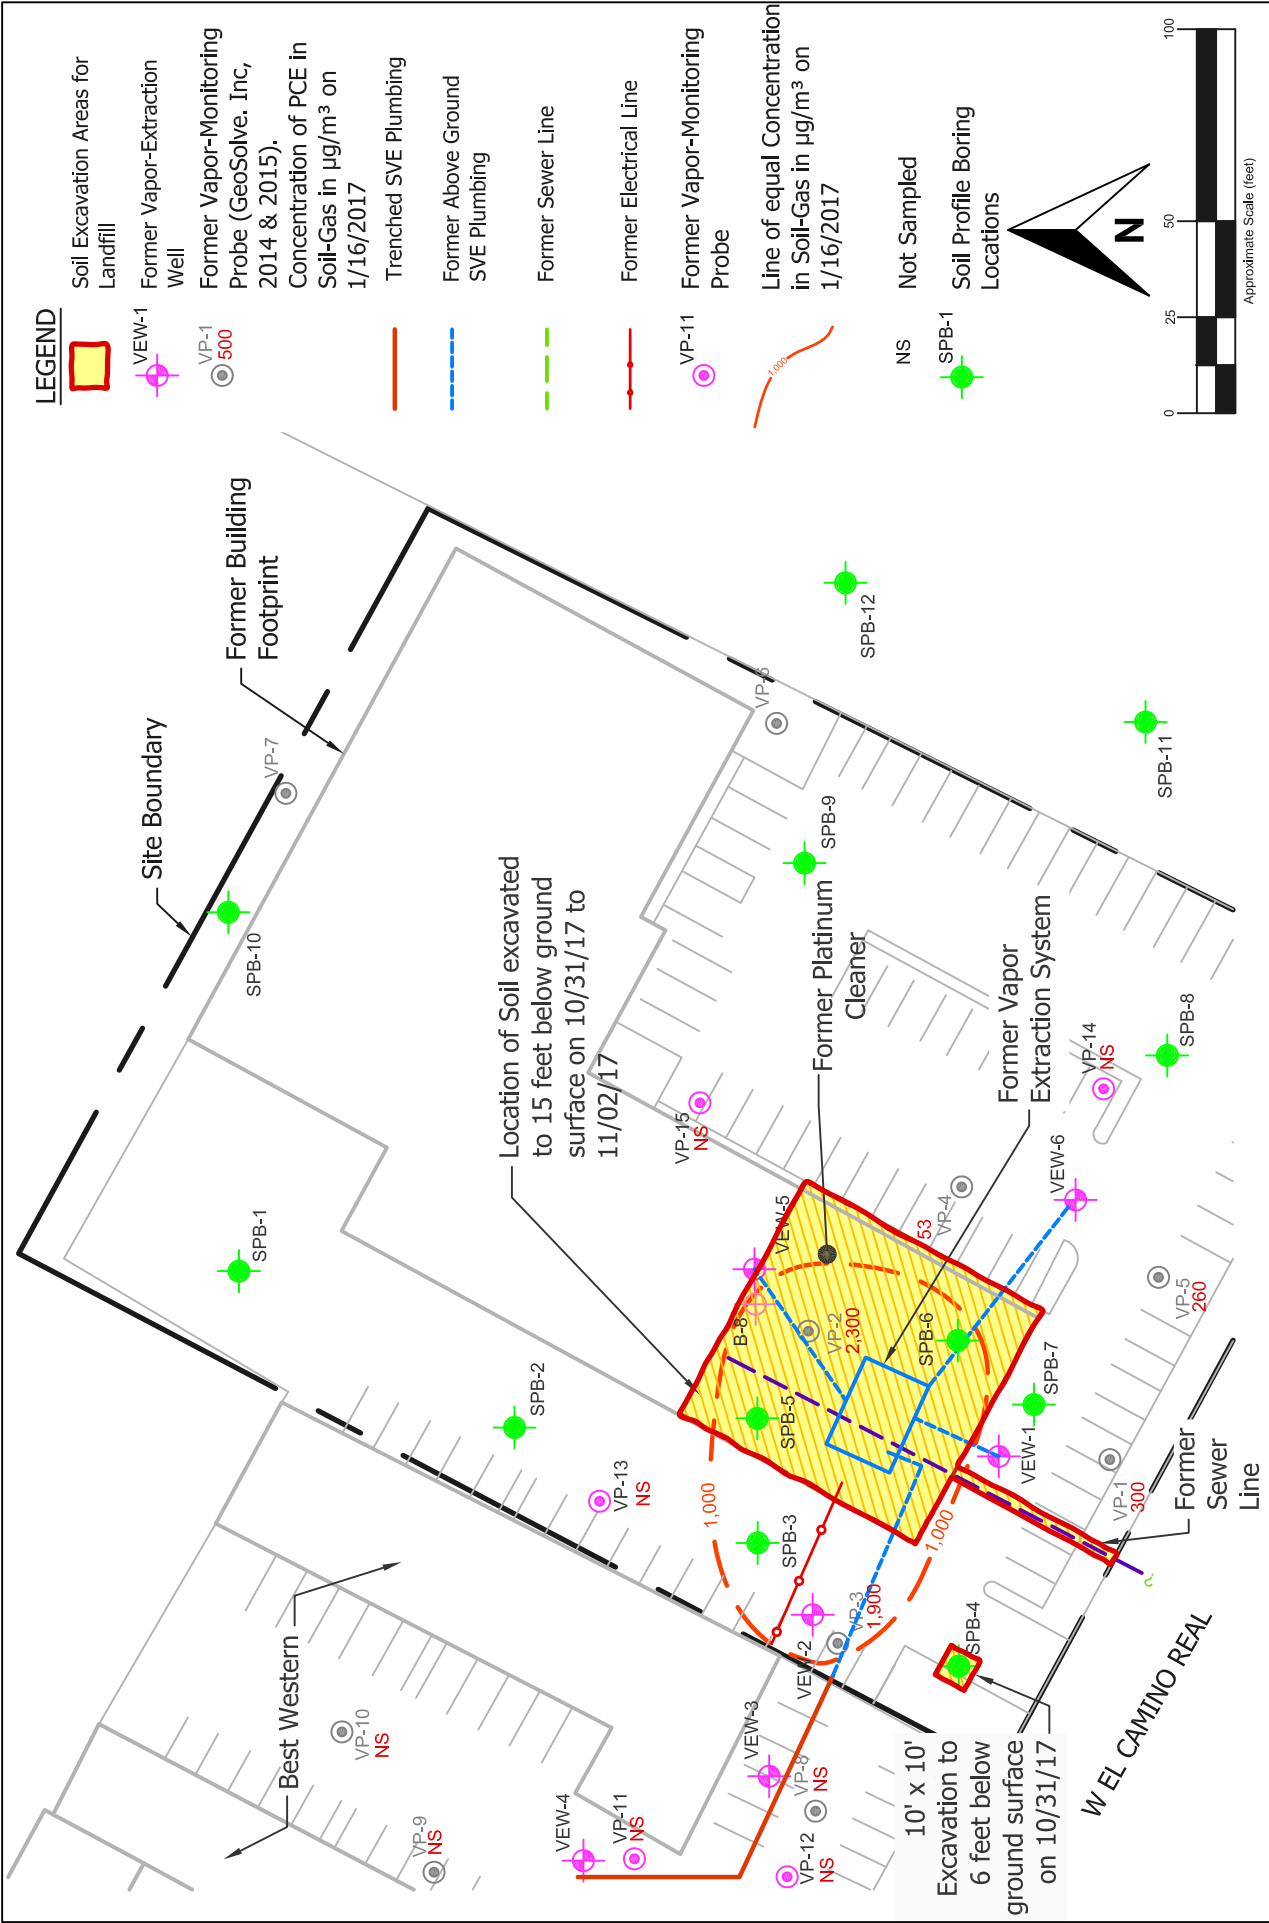 LEGEND
Soil Excavation Areas for
Landfill
VEW-1
Former Vapor-Extraction
Well
VP-1
500
Former Vapor-Monitoring
Probe (GeoSolve. Inc,
2014 & 2015).
Concentration of PCE in
Soil-Gas in µg/m³ on
1/16/2017
Trenched SVE Plumbing
Former Above Ground
SVE Plumbing
Former Sewer Line
Former Electrical Line
VP-11
Former Vapor-Monitoring
Probe
1,000
Line of equal Concentration
in Soil-Gas in µg/m³ on
1/16/2017
NS
Not Sampled
SPB-1
Soil Profile Boring
Locations
N
0
25
50
100
Approximate Scale (feet)
Site Boundary
Former Building
Footprint
VP-7
SPB-10
SPB-1
SPB-2
Location of Soil excavated
to 15 feet below ground
surface on 10/31/17 to
11/02/17
VP-6
SPB-12
SPB-9
SPB-11
Former Platinum
Cleaner
Former Vapor
Extraction System
VP-15
NS
VP-14
NS
SPB-8
VEW-5
B-8
VP-2
2,300
53
VP-4
VEW-6
SPB-6
SPB-5
VP-5
260
SPB-7
VEW-1
VP-1
300
Former
Sewer
Line
?
VP-13
NS
1,000
SPB-3
1,000
VP-3
1,900
VEW-2
SPB-4
Best Western
VP-10
NS
VP-9
NS
VEW-3
VEW-4
VP-8
NS
VP-11
NS
VP-12
NS
10' x 10'
Excavation to
6 feet below
ground surface
on 10/31/17
W EL CAMINO REAL